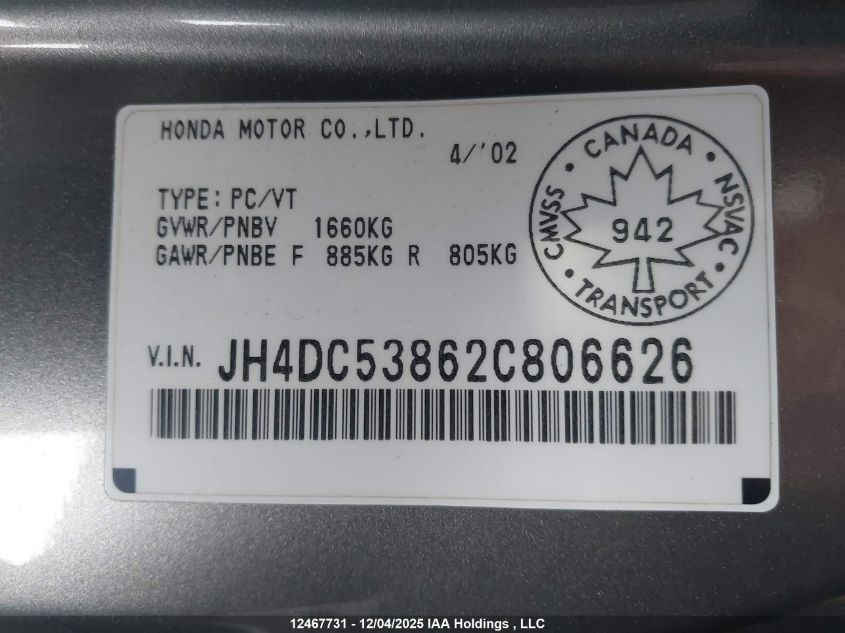 HONDA MOTOR CO.,LTD.
4/'02
TYPE: PC/VT
GVWR/PNBV 1660KG
GAWR/PNBE F 885KG R 805KG
• CANADA •
CMVSS
NSVAC
942
• TRANSPORT •
V.I.N. JH4DC53862C806626
12467731 - 12/04/2025 IAA Holdings , LLC